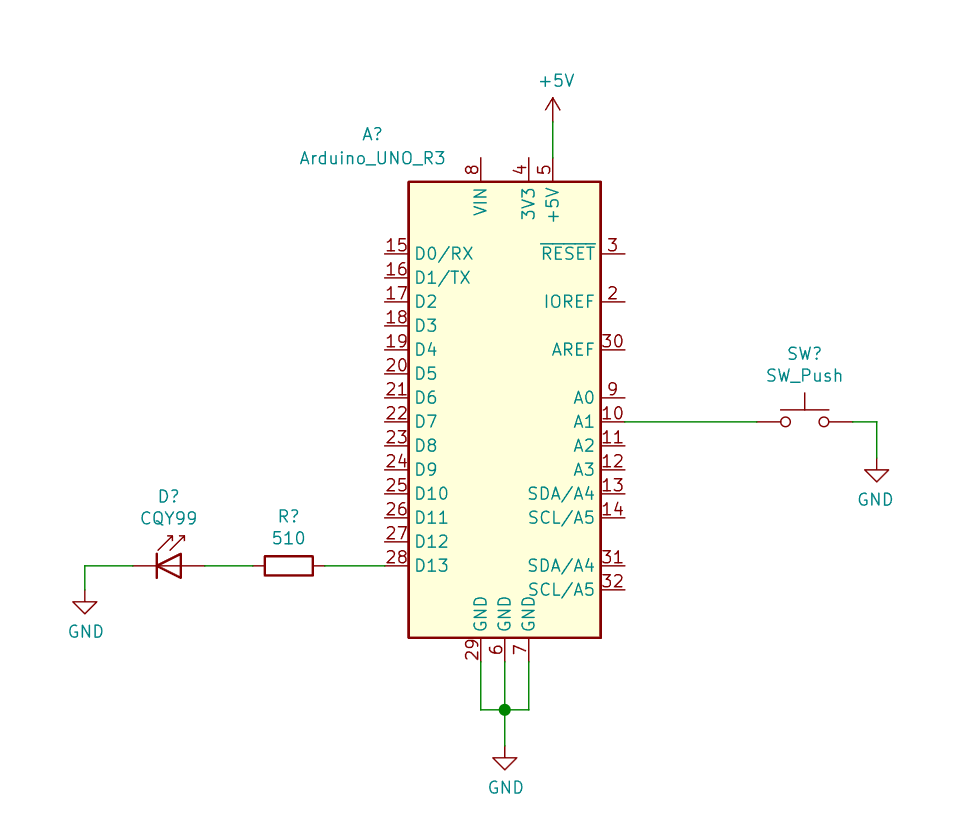 +5V
A?
Arduino_UNO_R3
8
4
5
VIN
3V3
+5V
15 D0/RX
RESET 3
16 D1/TX
17 D2
IOREF 2
18 D3
19 D4
AREF 30
20 D5
21 D6
A0 9
22 D7
A1 10
23 D8
A2 11
24 D9
A3 12
25 D10
SDA/A4 13
26 D11
SCL/A5 14
27 D12
28 D13
SDA/A4 31
SCL/A5 32
GND
GND
GND
29
6
7
GND
SW?
SW_Push
GND
D?
CQY99
R?
510
GND